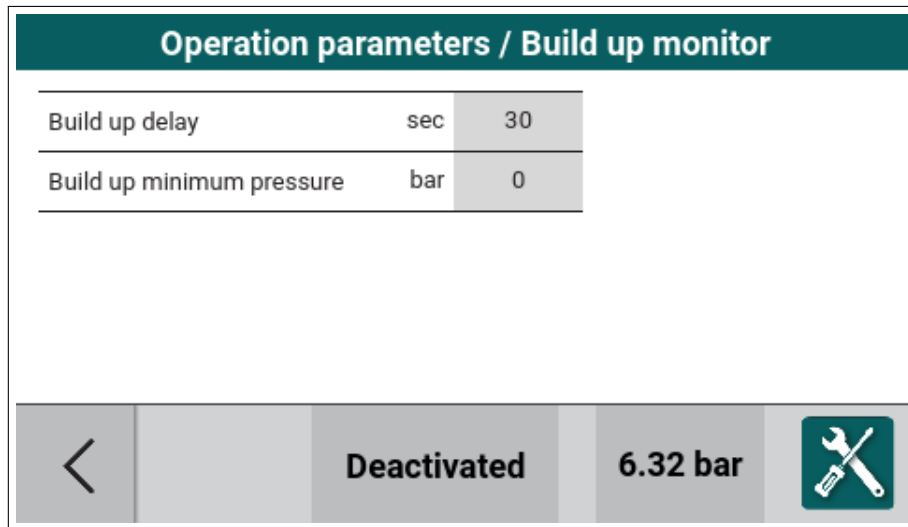 Operation parameters / Build up monitor
Build up delay sec 30
Build up minimum pressure bar 0
Deactivated 6.32 bar